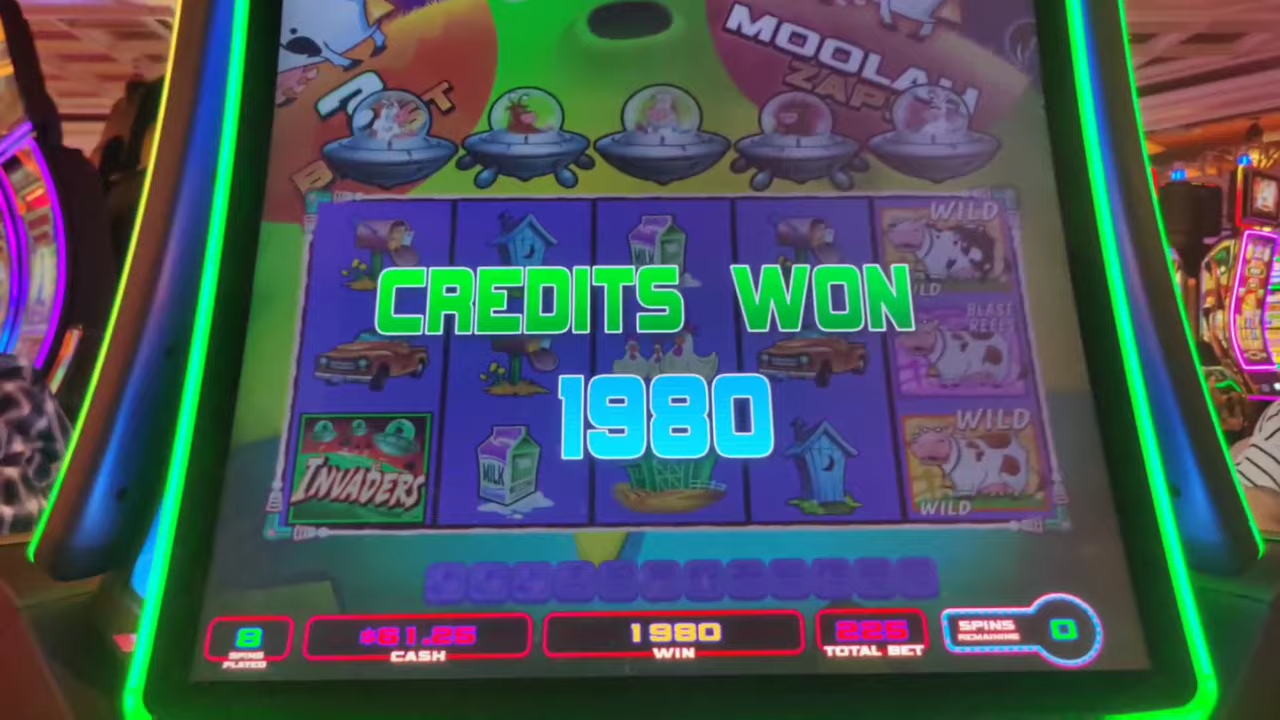 MOOLAH
ZAP
WILD
WILD
MILK
CREDITS WON
BLAST
REELS
1980
WILD
INVADERS
MILK
WILD
8
SPINS
PLAYED
$61.25
CASH
1980
WIN
225
TOTAL BET
SPINS
REMAINING
0